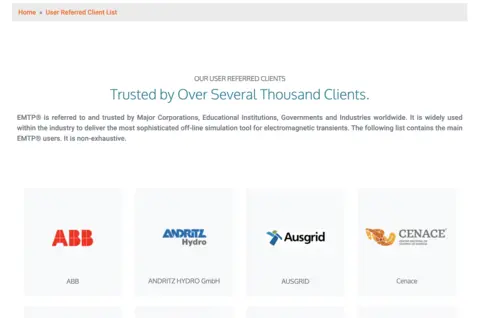 Home » User Referred Client List
OUR USER REFERRED CLIENTS
Trusted by Over Several Thousand Clients.
EMTP® is referred to and trusted by Major Corporations, Educational Institutions, Governments and Industries worldwide. It is widely used
within the industry to deliver the most sophisticated off-line simulation tool for electromagnetic transients. The following list contains the main
EMTP® users. It is non-exhaustive.
ABB
ANDRITZ
Hydro
Ausgrid
CENACE
ABB
ANDRITZ HYDRO GmbH
AUSGRID
Cenace